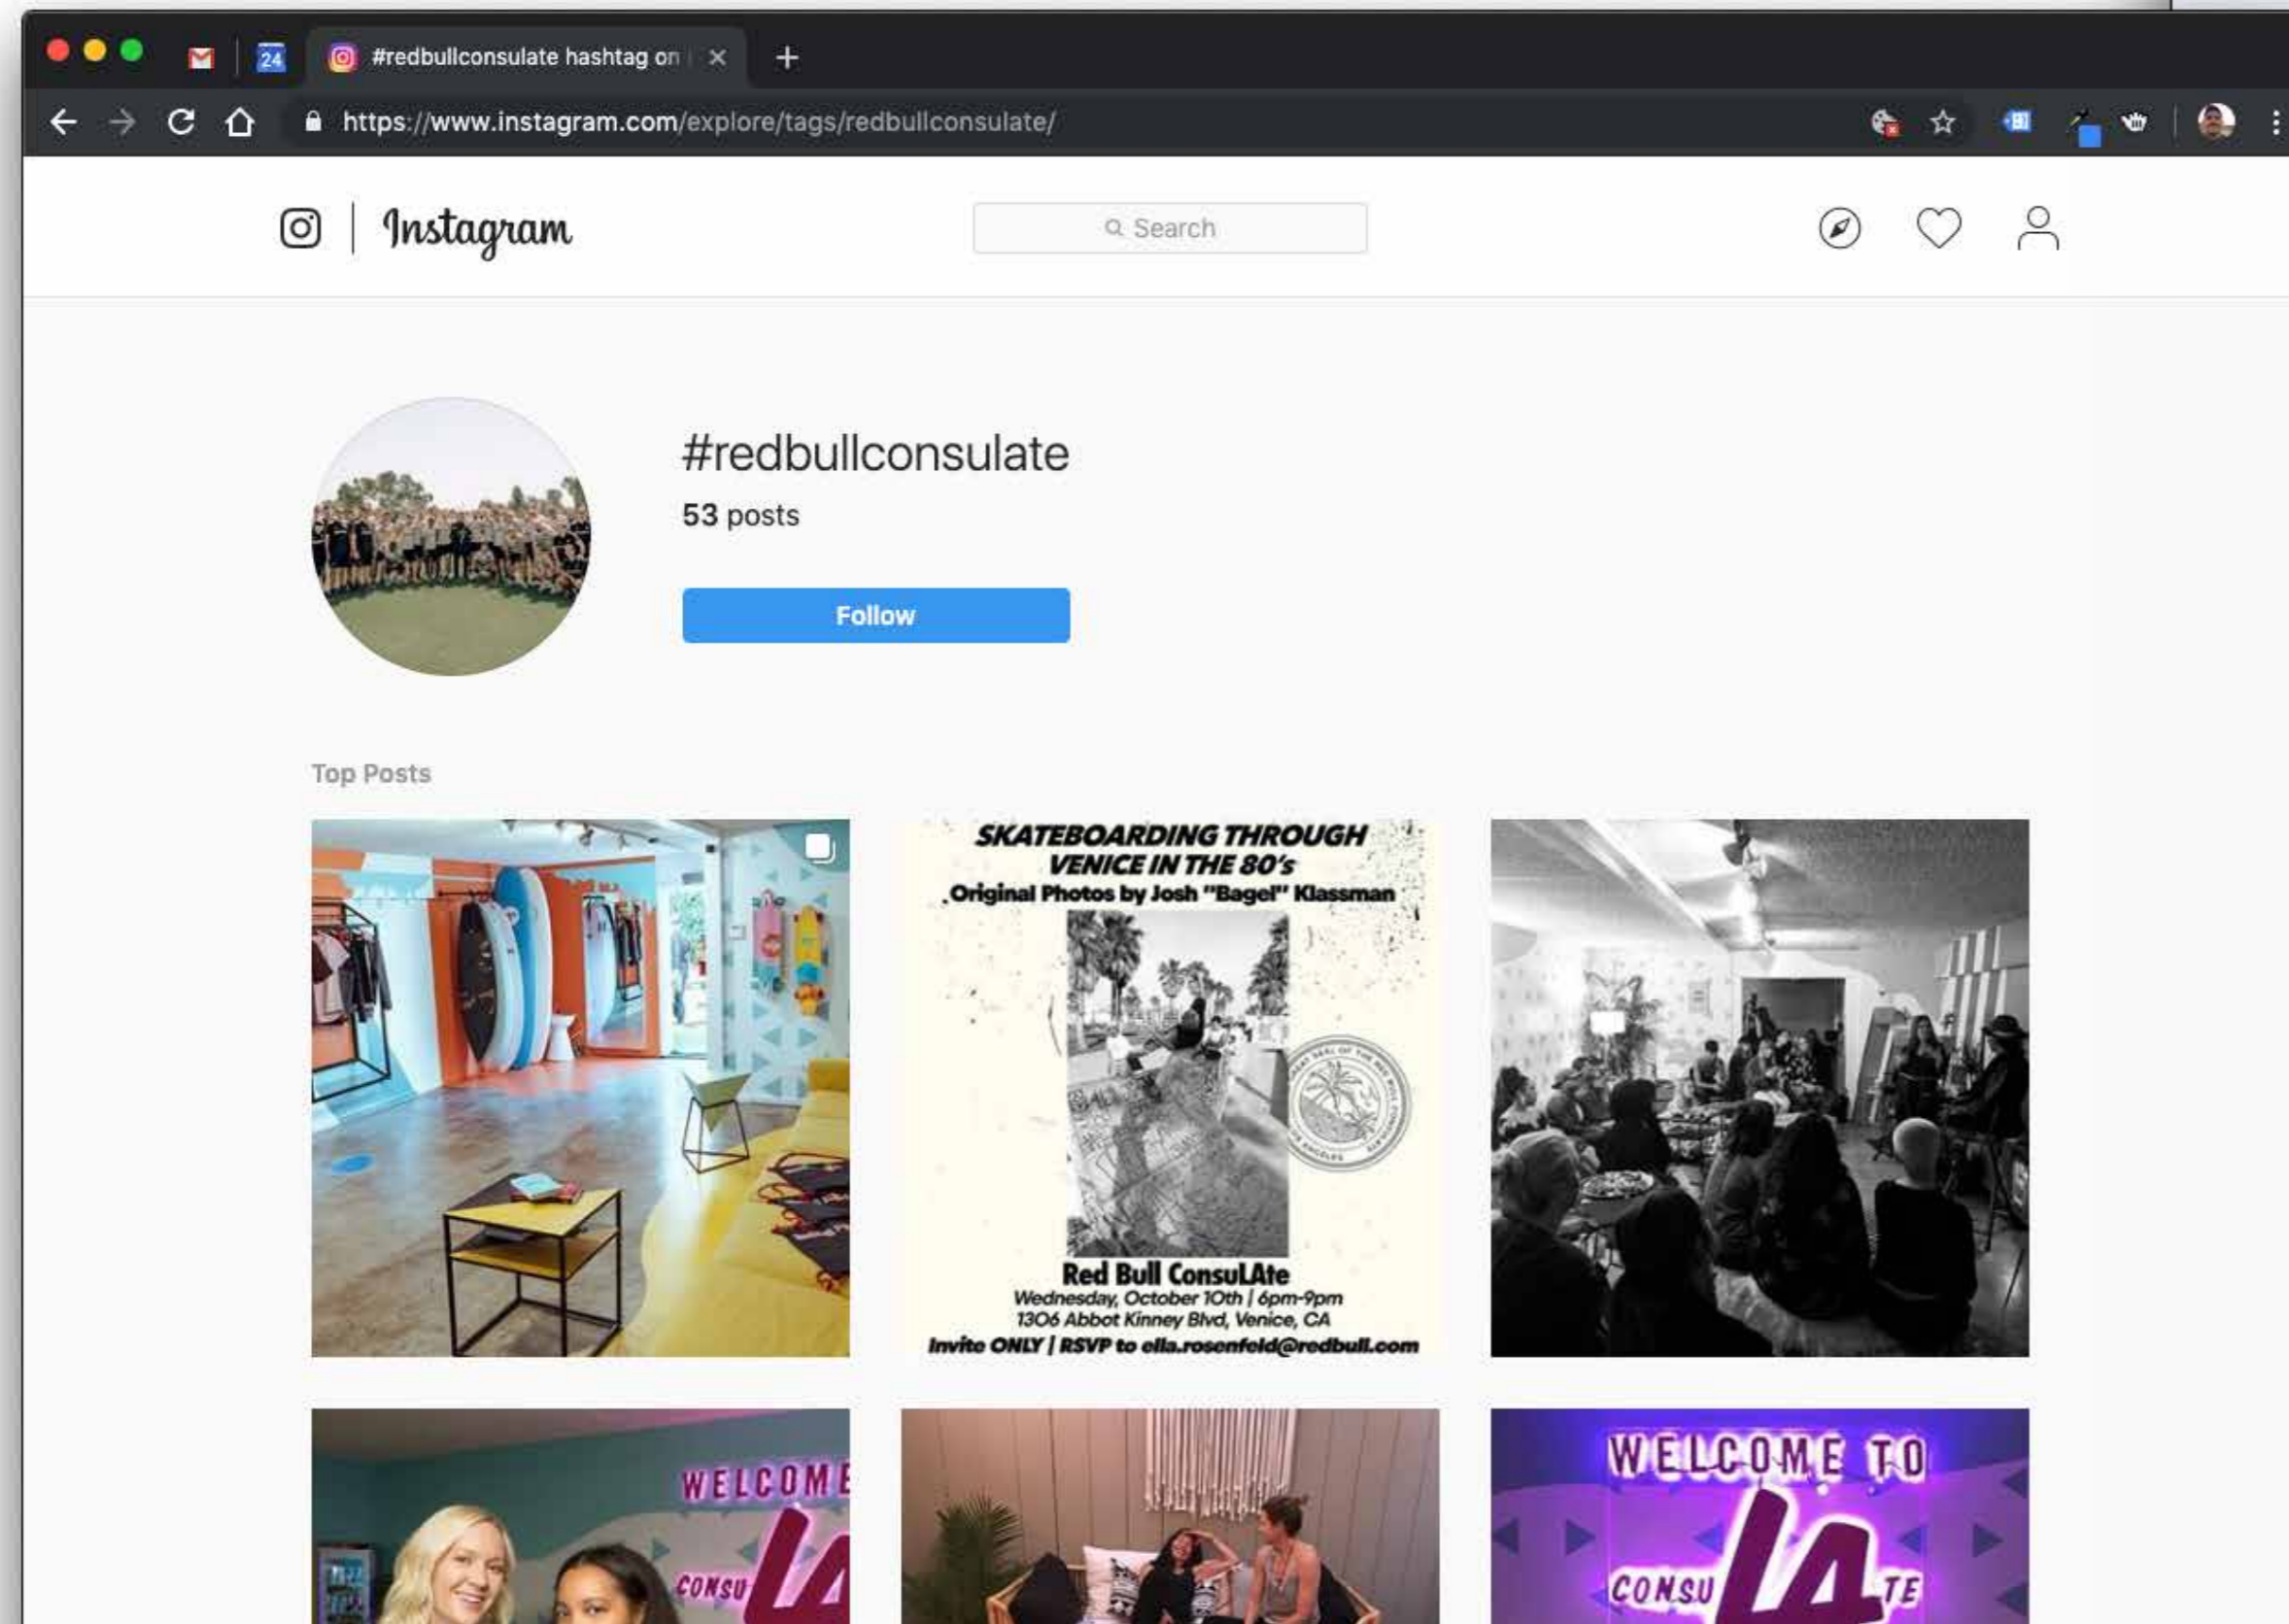 24
#redbullconsulate hashtag on
https://www.instagram.com/explore/tags/redbullconsulate/
Instagram
Search
#redbullconsulate
53 posts
Follow
Top Posts
SKATEBOARDING THROUGH
VENICE IN THE 80's
Original Photos by Josh "Bagel" Klassman
Red Bull ConsuLAte
Wednesday, October 10th | 6pm-9pm
1306 Abbot Kinney Blvd, Venice, CA
Invite ONLY | RSVP to ella.rosenfeld@redbull.com
WELCOME
CONSU LA
WELCOME TO
CONSU LA TE